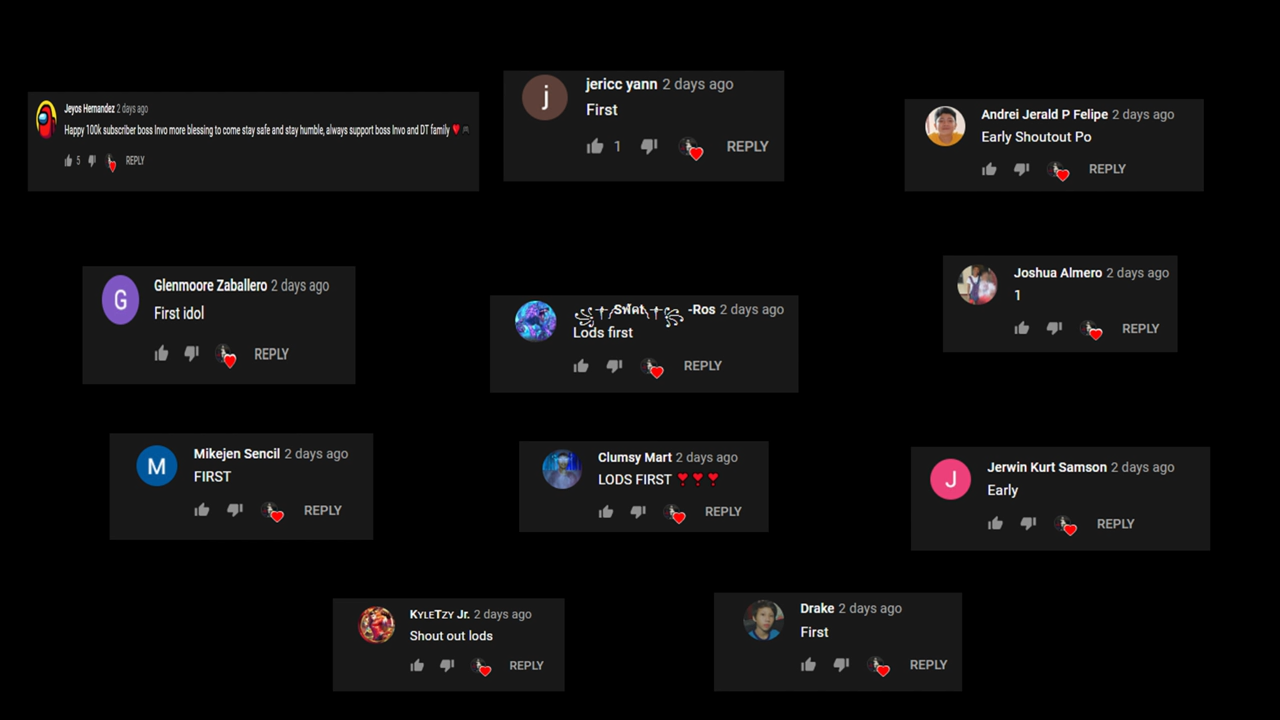 Jeyos Hernandez 2 days ago
Happy 100k subscriber boss Invo more blessing to come stay safe and stay humble, always support boss Invo and DT family ❤️
5 REPLY
j
jericc yann 2 days ago
First
1 REPLY
Andrei Jerald P Felipe 2 days ago
Early Shoutout Po
REPLY
G
Glenmoore Zaballero 2 days ago
First idol
REPLY
-Ros 2 days ago
Lods first
REPLY
Joshua Almero 2 days ago
1
REPLY
M
Mikejen Sencil 2 days ago
FIRST
REPLY
Clumsy Mart 2 days ago
LODS FIRST ❣️❣️❣️
REPLY
J
Jerwin Kurt Samson 2 days ago
Early
REPLY
KʏʟᴇTᴢʏ Jr. 2 days ago
Shout out lods
REPLY
Drake 2 days ago
First
REPLY